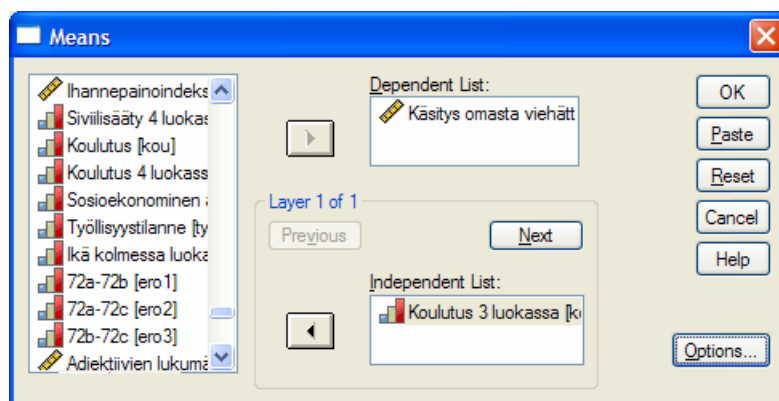 Means
Ihannepainoindeks
Siviilisääty 4 luokas
Koulutus [kou]
Koulutus 4 luokass
Sosioekonominen a
Työllisyystilanne [ty
Ikä kolmessa luoka
72a-72b [ero1]
72a-72c [ero2]
72b-72c [ero3]
Adiektiivien lukumä
Dependent List:
Käsitys omasta viehätt
Layer 1 of 1
Previous
Next
Independent List:
Koulutus 3 luokassa [k
OK
Paste
Reset
Cancel
Help
Options...